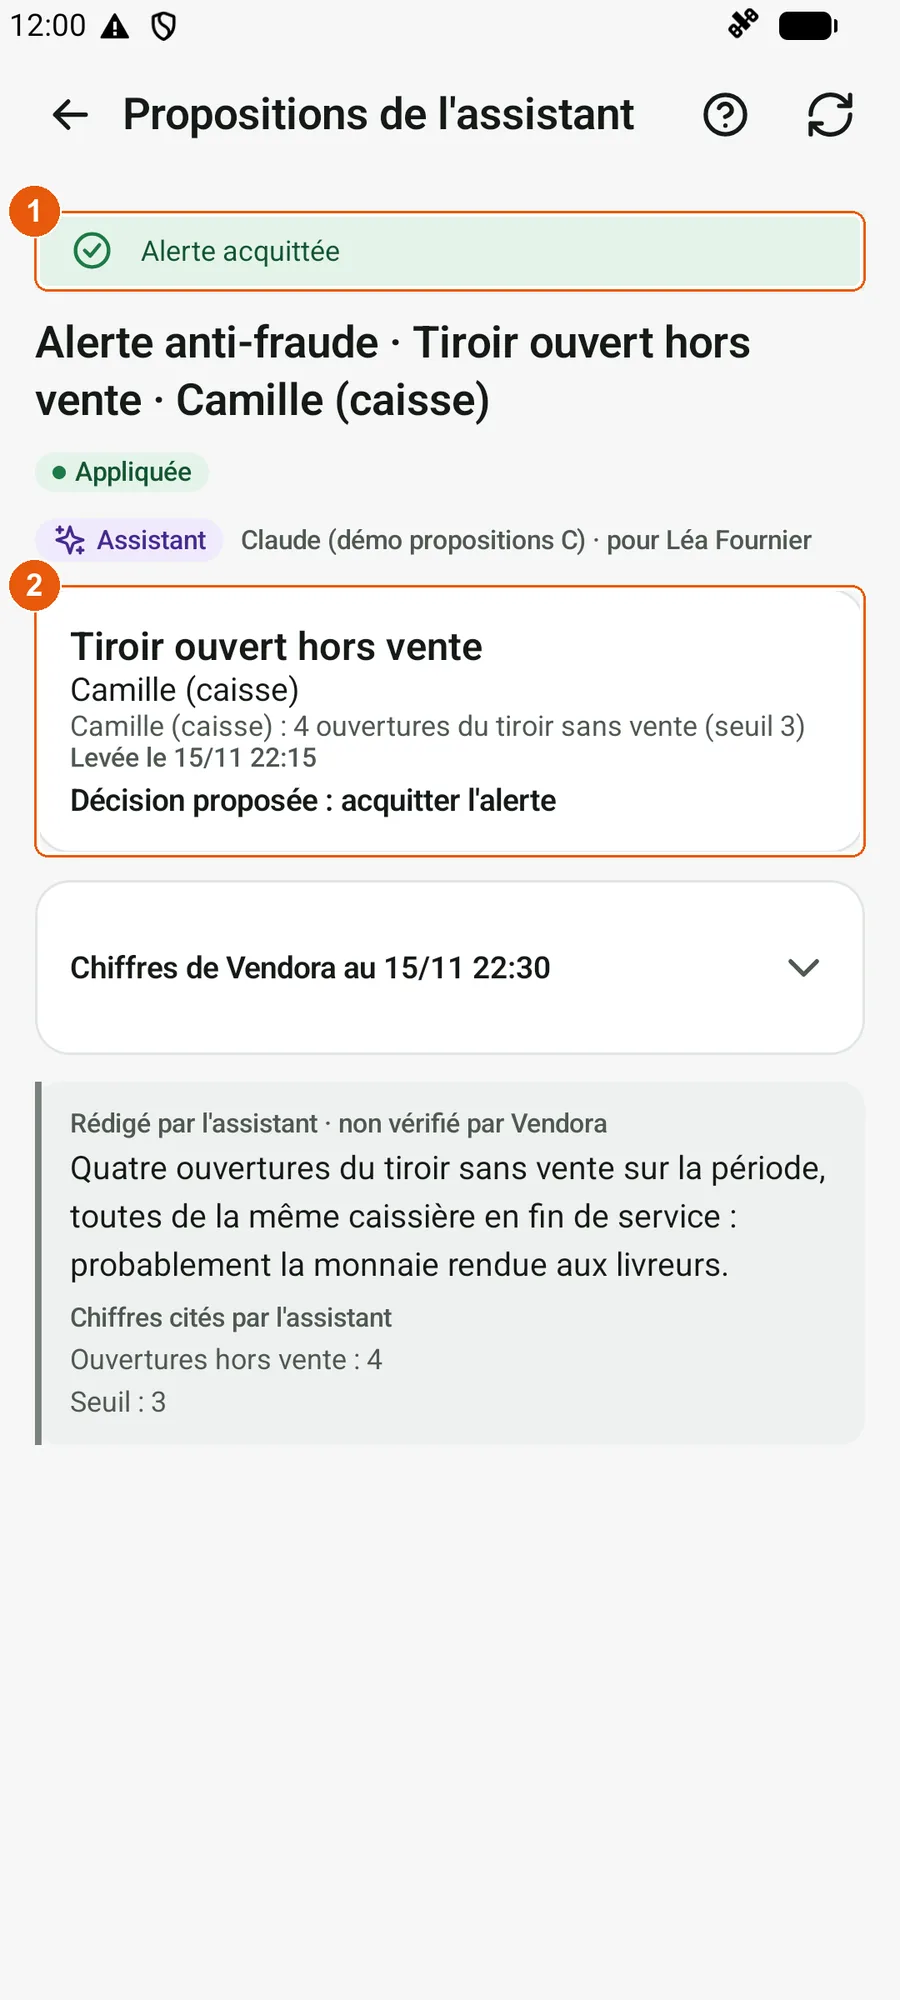 12:00
Propositions de l'assistant
1
Alerte acquittée
Alerte anti-fraude · Tiroir ouvert hors
vente · Camille (caisse)
Appliquée
Assistant
Claude (démo propositions C) · pour Léa Fournier
2
Tiroir ouvert hors vente
Camille (caisse)
Camille (caisse) : 4 ouvertures du tiroir sans vente (seuil 3)
Levée le 15/11 22:15
Décision proposée : acquitter l'alerte
Chiffres de Vendora au 15/11 22:30
Rédigé par l'assistant · non vérifié par Vendora
Quatre ouvertures du tiroir sans vente sur la période,
toutes de la même caissière en fin de service :
probablement la monnaie rendue aux livreurs.
Chiffres cités par l'assistant
Ouvertures hors vente : 4
Seuil : 3